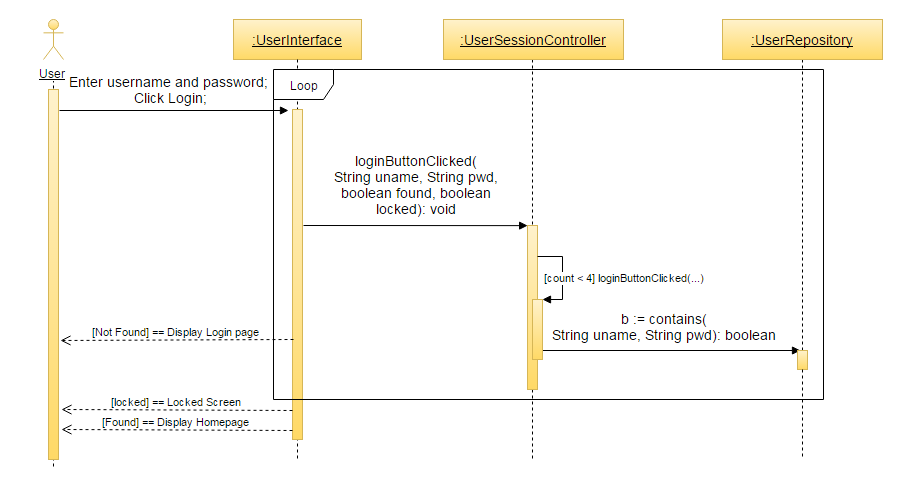 :UserInterface
:UserSessionController
:UserRepository
User
Enter username and password;
Click Login;
Loop
loginButtonClicked(
String uname, String pwd,
boolean found, boolean
locked): void
[count < 4] loginButtonClicked(...)
b := contains(
String uname, String pwd): boolean
[Not Found] == Display Login page
[locked] == Locked Screen
[Found] == Display Homepage